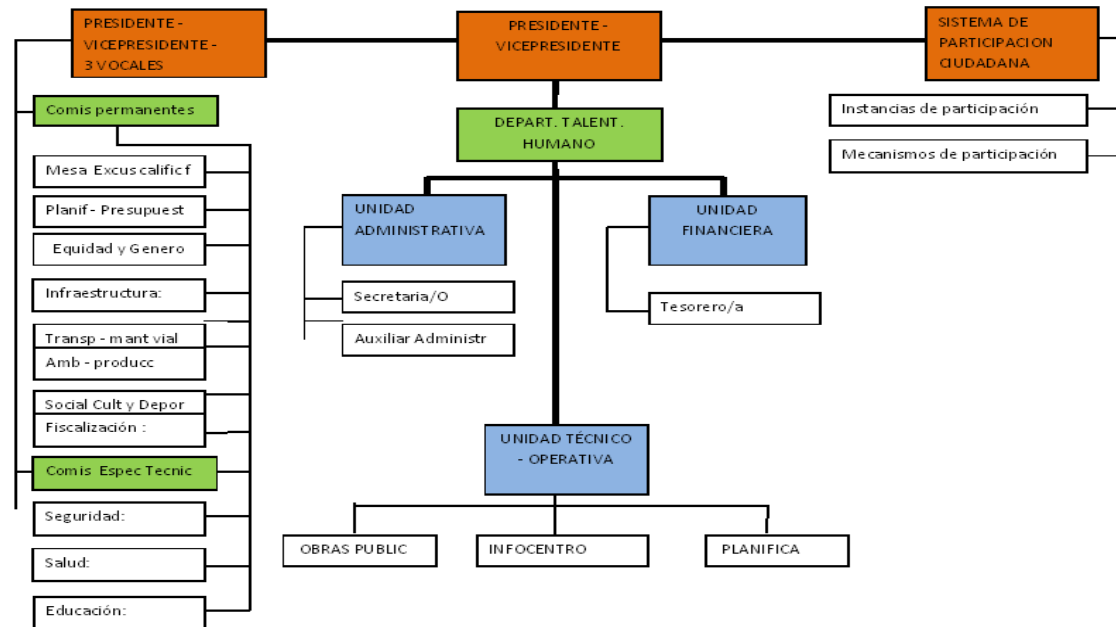 PRESIDENTE -
VICEPRESIDENTE -
3 VOCALES
PRESIDENTE -
VICEPRESIDENTE
SISTEMA DE
PARTICIPACION
CIUDADANA
Comis permanentes
Mesa Excus calific f
Planif - Presupuest
Equidad y Genero
Infraestructura:
Transp - mant vial
Amb - producc
Social Cult y Depor
Fiscalización :
Comis Espec Tecnic
Seguridad:
Salud:
Educación:
DEPART. TALENT.
HUMANO
UNIDAD
ADMINISTRATIVA
Secretaria/O
Auxiliar Administr
UNIDAD
FINANCIERA
Tesorero/a
UNIDAD TÉCNICO
- OPERATIVA
OBRAS PUBLIC
INFOCENTRO
PLANIFICA
Instancias de participación
Mecanismos de participación